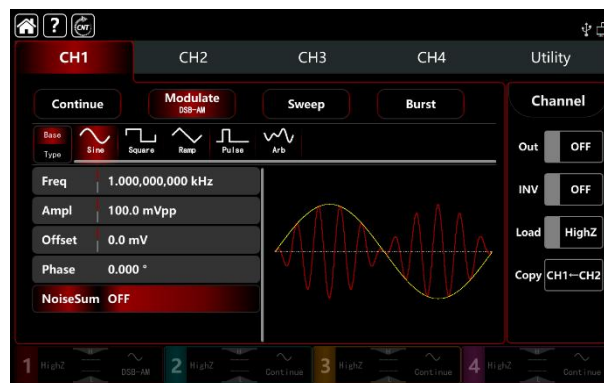 ? CNT
CH1 CH2 CH3 CH4 Utility
Continue Modulate Sweep Burst Channel
DSB-AM
Base
Type Sine Square Ramp Pulse Arb
Out OFF
Freq 1.000,000,000 kHz
INV OFF
Ampl 100.0 mVpp
Load HighZ
Offset 0.0 mV
Phase 0.000 °
Copy CH1←CH2
NoiseSum OFF
1 HighZ DSB-AM 2 HighZ Continue 3 HighZ Continue 4 HighZ Continue